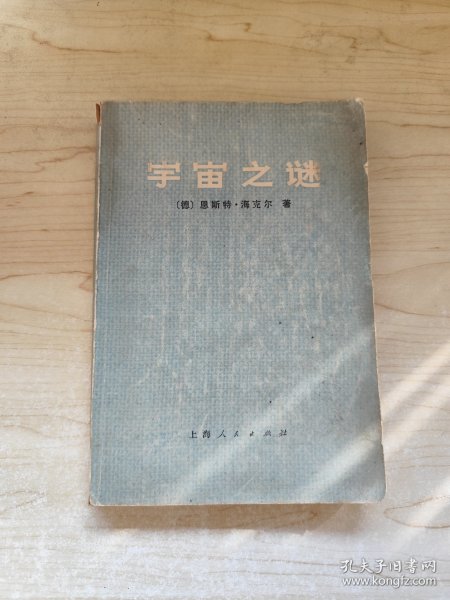 宇宙之谜
〔德〕恩斯特·海克尔 著
上海人民出版社
孔夫子旧书网
www.kongfz.com